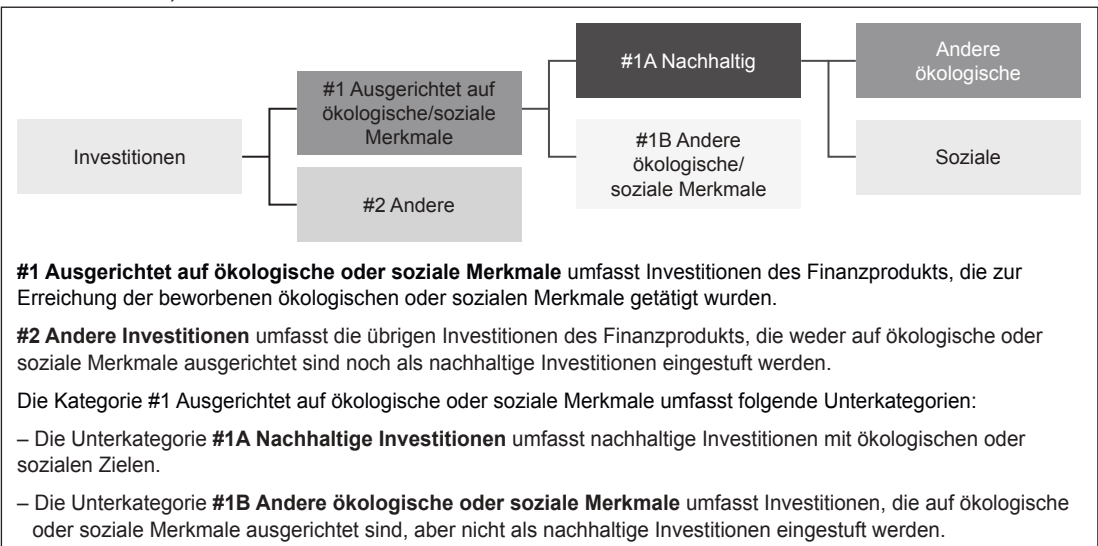 Investitionen
#1 Ausgerichtet auf
ökologische/soziale
Merkmale
#2 Andere
#1A Nachhaltig
#1B Andere
ökologische/
soziale Merkmale
Andere
ökologische
Soziale
#1 Ausgerichtet auf ökologische oder soziale Merkmale umfasst Investitionen des Finanzprodukts, die zur
Erreichung der beworbenen ökologischen oder sozialen Merkmale getätigt wurden.
#2 Andere Investitionen umfasst die übrigen Investitionen des Finanzprodukts, die weder auf ökologische oder
soziale Merkmale ausgerichtet sind noch als nachhaltige Investitionen eingestuft werden.
Die Kategorie #1 Ausgerichtet auf ökologische oder soziale Merkmale umfasst folgende Unterkategorien:
– Die Unterkategorie #1A Nachhaltige Investitionen umfasst nachhaltige Investitionen mit ökologischen oder
sozialen Zielen.
– Die Unterkategorie #1B Andere ökologische oder soziale Merkmale umfasst Investitionen, die auf ökologische
oder soziale Merkmale ausgerichtet sind, aber nicht als nachhaltige Investitionen eingestuft werden.